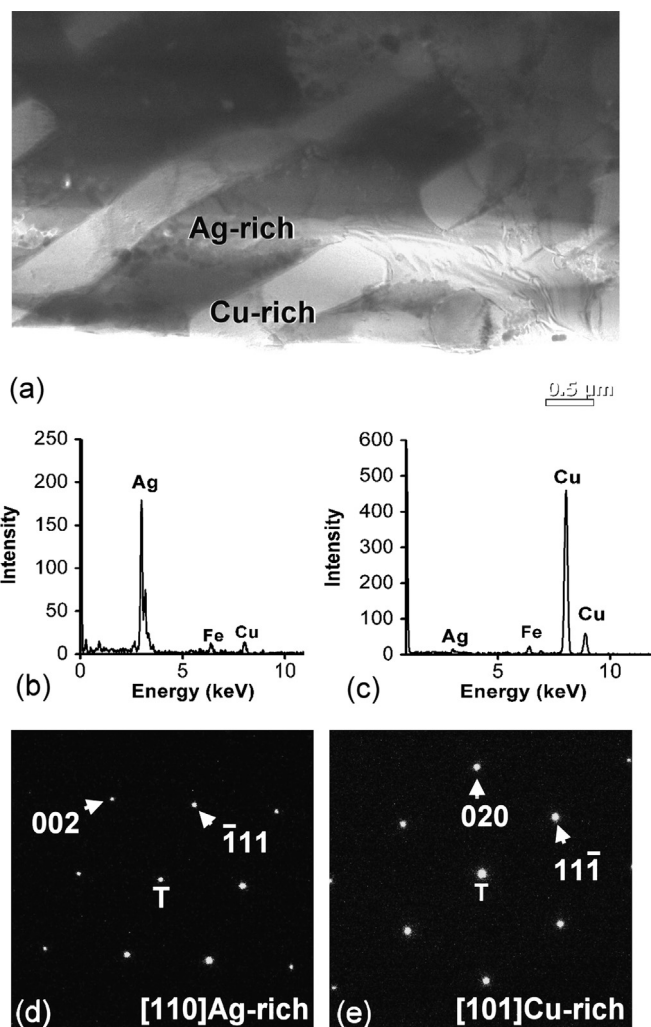 Ag-rich
Cu-rich
(a)
0.5 μm
250
200
150
100
50
0
Intensity
Ag
Fe
Cu
5
10
Energy (keV)
(b)
600
500
400
300
200
100
0
Intensity
Ag
Fe
Cu
Cu
5
10
Energy (keV)
(c)
002
1̅11
T
(d)
[110]Ag-rich
020
111̅
T
(e)
[101]Cu-rich